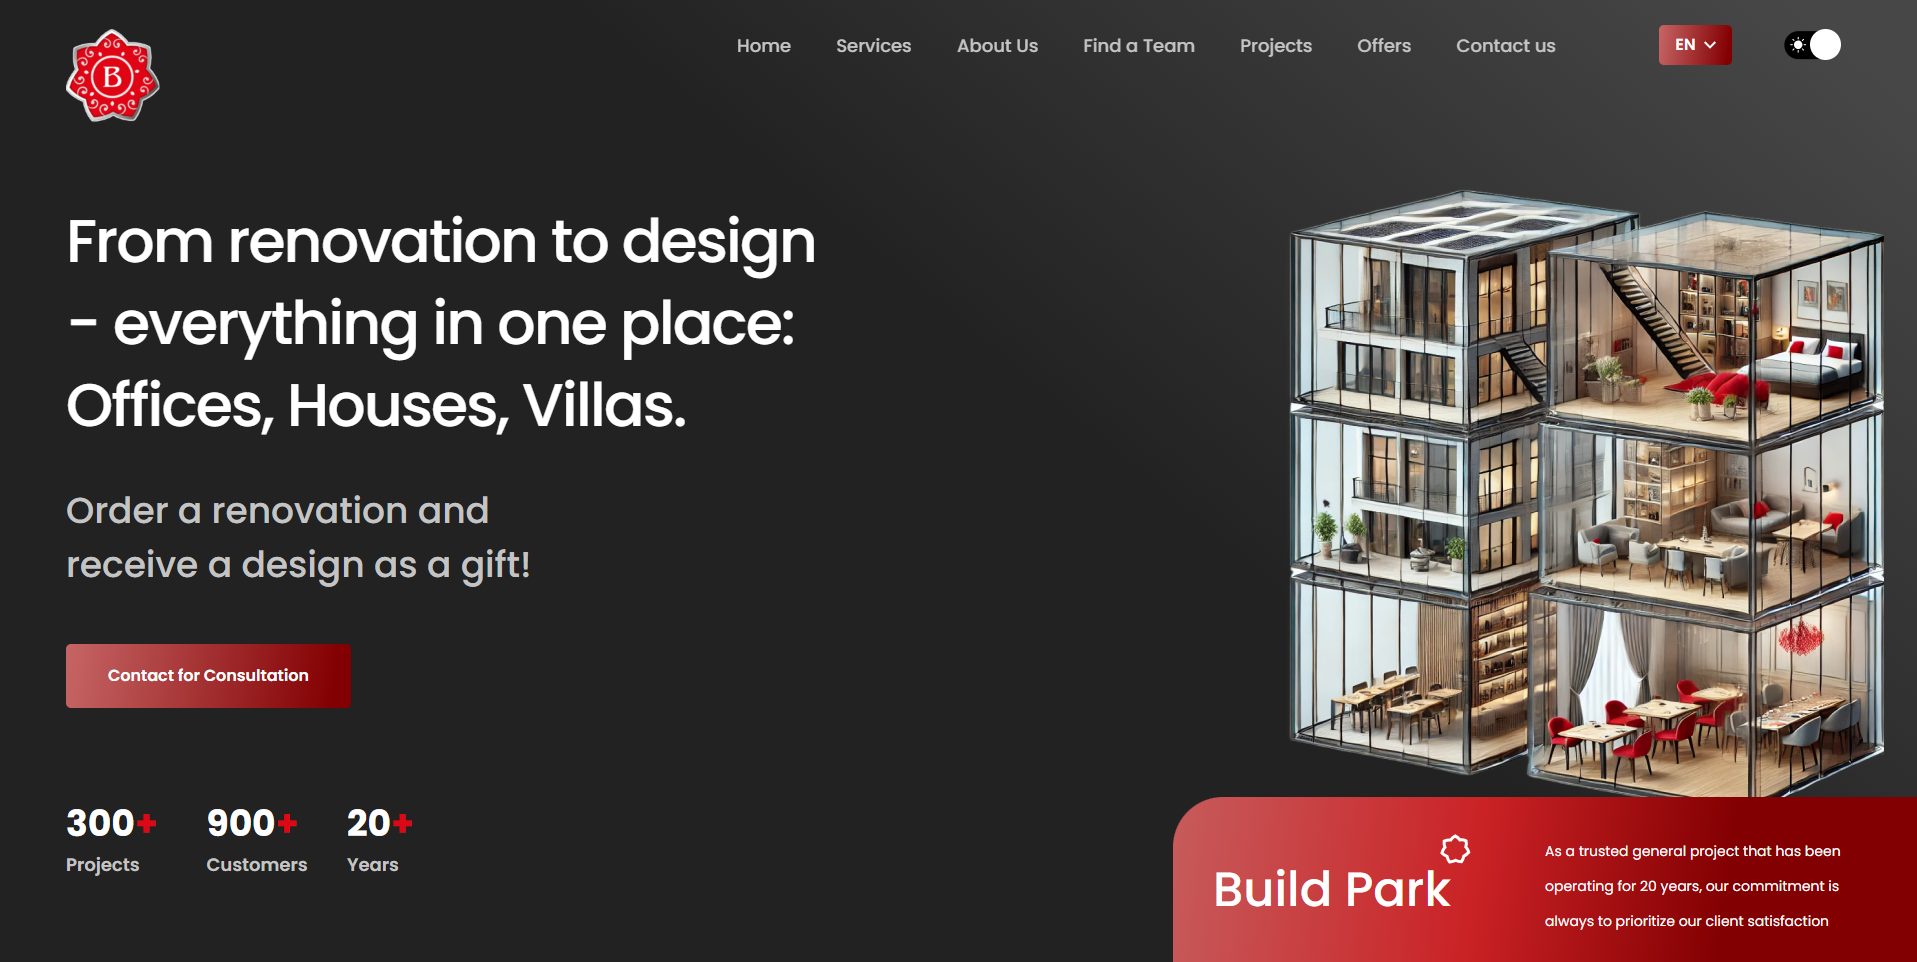 B
Home Services About Us Find a Team Projects Offers Contact us EN
From renovation to design
- everything in one place:
Offices, Houses, Villas.
Order a renovation and
receive a design as a gift!
Contact for Consultation
300+ 900+ 20+
Projects Customers Years
Build Park
As a trusted general project that has been
operating for 20 years, our commitment is
always to prioritize our client satisfaction